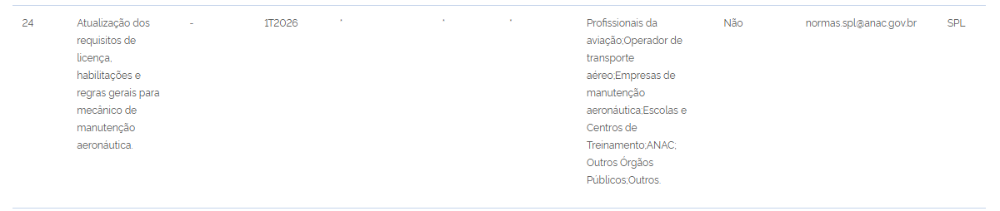 24
Atualização dos
requisitos de
licença,
habilitações e
regras gerais para
mecânico de
manutenção
aeronáutica.
-
1T2026
*
*
*
Profissionais da
aviação;Operador de
transporte
aéreo;Empresas de
manutenção
aeronáutica;Escolas e
Centros de
Treinamento;ANAC;
Outros Órgãos
Públicos;Outros.
Não
normas.spl@anac.gov.br
SPL